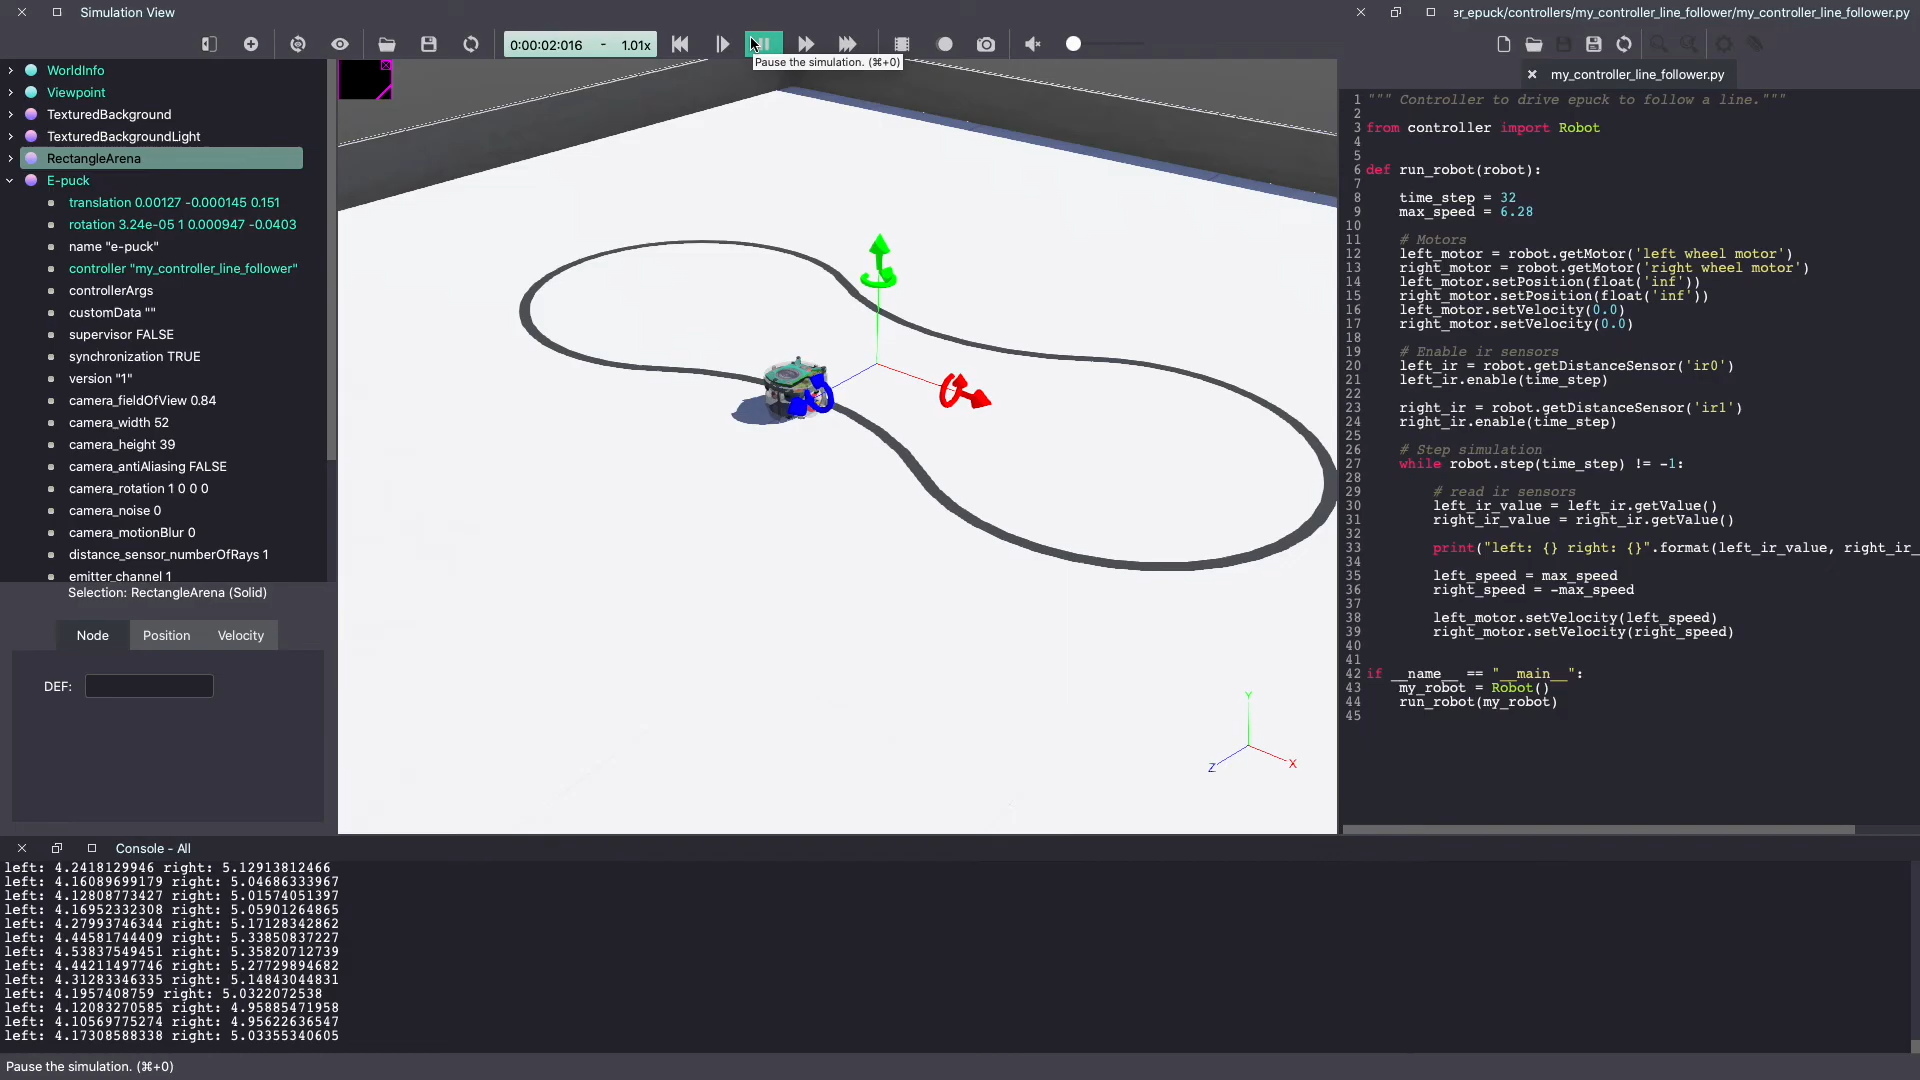 Simulation View
0:00:02:016 - 1.01x
Pause the simulation. (⌘+0)
WorldInfo
Viewpoint
TexturedBackground
TexturedBackgroundLight
RectangleArena
E-puck
translation 0.00127 -0.000145 0.151
rotation 3.24e-05 1 0.000947 -0.0403
name "e-puck"
controller "my_controller_line_follower"
controllerArgs
customData ""
supervisor FALSE
synchronization TRUE
version "1"
camera_fieldOfView 0.84
camera_width 52
camera_height 39
camera_antiAliasing FALSE
camera_rotation 1 0 0 0
camera_noise 0
camera_motionBlur 0
distance_sensor_numberOfRays 1
emitter_channel 1
Selection: RectangleArena (Solid)
Node Position Velocity
DEF:
Y
Z
X
er_epuck/controllers/my_controller_line_follower/my_controller_line_follower.py
my_controller_line_follower.py
1 """ Controller to drive epuck to follow a line."""
2
3 from controller import Robot
4
5
6 def run_robot(robot):
7
8 time_step = 32
9 max_speed = 6.28
10
11 # Motors
12 left_motor = robot.getMotor('left wheel motor')
13 right_motor = robot.getMotor('right wheel motor')
14 left_motor.setPosition(float('inf'))
15 right_motor.setPosition(float('inf'))
16 left_motor.setVelocity(0.0)
17 right_motor.setVelocity(0.0)
18
19 # Enable ir sensors
20 left_ir = robot.getDistanceSensor('ir0')
21 left_ir.enable(time_step)
22
23 right_ir = robot.getDistanceSensor('ir1')
24 right_ir.enable(time_step)
25
26 # Step simulation
27 while robot.step(time_step) != -1:
28
29 # read ir sensors
30 left_ir_value = left_ir.getValue()
31 right_ir_value = right_ir.getValue()
32
33 print("left: {} right: {}".format(left_ir_value, right_ir_
34
35 left_speed = max_speed
36 right_speed = -max_speed
37
38 left_motor.setVelocity(left_speed)
39 right_motor.setVelocity(right_speed)
40
41
42 if __name__ == "__main__":
43 my_robot = Robot()
44 run_robot(my_robot)
45
Console - All
left: 4.2418129946 right: 5.12913812466
left: 4.16089699179 right: 5.04686333967
left: 4.12808773427 right: 5.01574051397
left: 4.16952332308 right: 5.05901264865
left: 4.27993746344 right: 5.17128342862
left: 4.44581744409 right: 5.33850837227
left: 4.53837549451 right: 5.35820712739
left: 4.44211497746 right: 5.27729894682
left: 4.31283346335 right: 5.14843044831
left: 4.1957408759 right: 5.0322072538
left: 4.12083270585 right: 4.95885471958
left: 4.10569775274 right: 4.95622636547
left: 4.17308588338 right: 5.03355340605
Pause the simulation. (⌘+0)